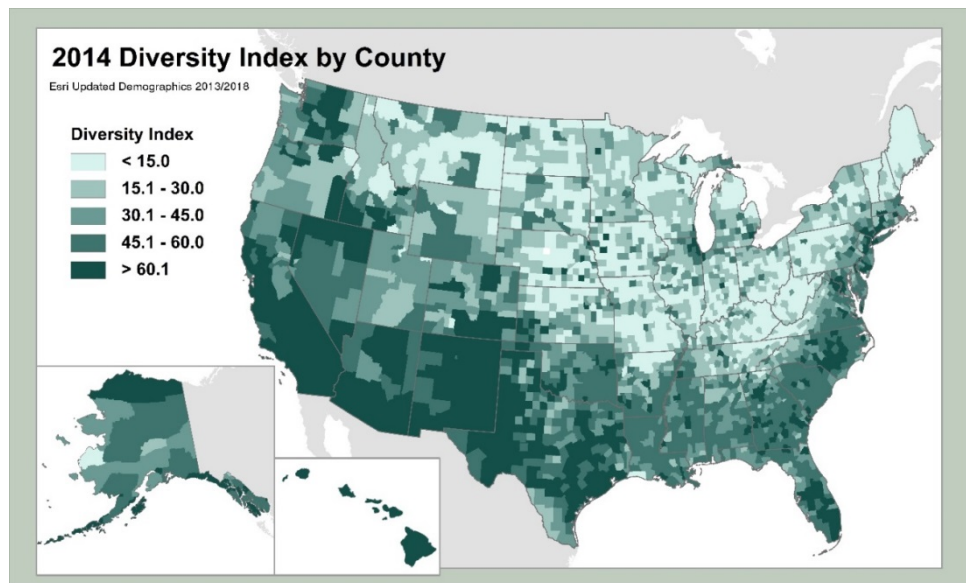 2014 Diversity Index by County
Esri Updated Demographics 2013/2018
Diversity Index
< 15.0
15.1 - 30.0
30.1 - 45.0
45.1 - 60.0
> 60.1